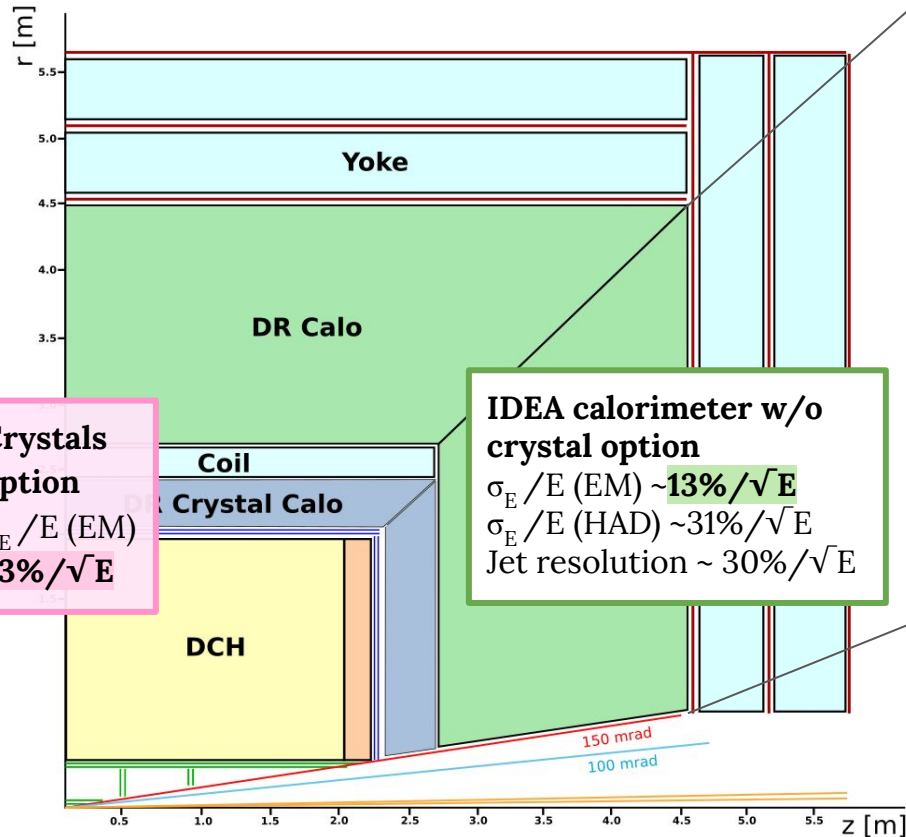 r [m]
5.5
5.0
Yoke
4.5
4.0
DR Calo
3.5
IDEA calorimeter w/o
crystal option
σE/E (EM) ~13%/√E
σE/E (HAD) ~31%/√E
Jet resolution ~ 30%/√E
Crystals
option
E/E (EM)
3%/√E
Coil
DR Crystal Calo
DCH
150 mrad
100 mrad
0.5 1.0 1.5 2.0 2.5 3.0 3.5 4.0 4.5 5.0 5.5
z [m]